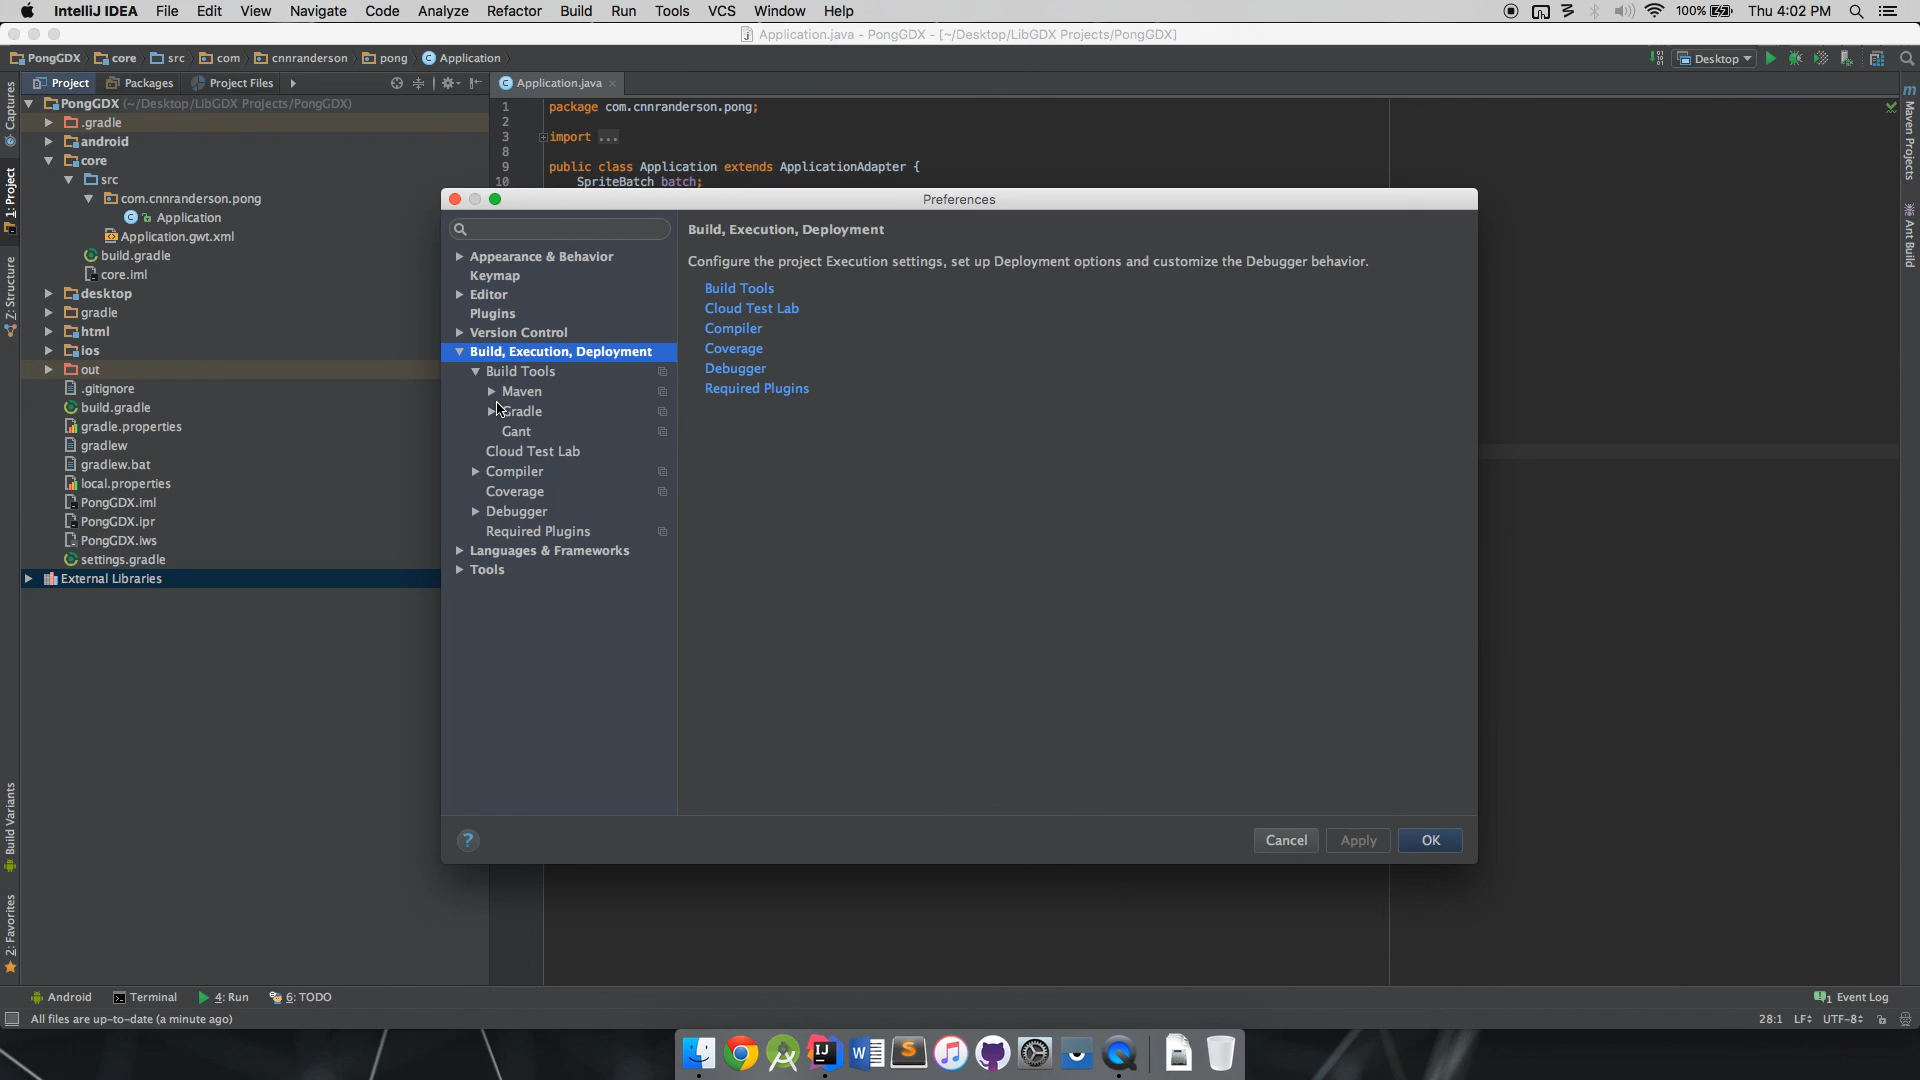 IntelliJ IDEA File Edit View Navigate Code Analyze Refactor Build Run Tools VCS Window Help 100% Thu 4:02 PM
Application.java - PongGDX - [~/Desktop/LibGDX Projects/PongGDX]
PongGDX core src com cnnranderson pong Application Desktop
Project Packages Project Files Application.java
PongGDX (~/Desktop/LibGDX Projects/PongGDX)
.gradle
android
core
src
com.cnnranderson.pong
Application
Application.gwt.xml
build.gradle
core.iml
desktop
gradle
html
ios
out
.gitignore
build.gradle
gradle.properties
gradlew
gradlew.bat
local.properties
PongGDX.iml
PongGDX.ipr
PongGDX.iws
settings.gradle
External Libraries
Captures
1: Project
Z: Structure
Build Variants
2: Favorites
1 package com.cnnranderson.pong;
2
3 import ...
8
9 public class Application extends ApplicationAdapter {
10 SpriteBatch batch;
Maven Projects
Ant Build
Preferences
Appearance & Behavior
Keymap
Editor
Plugins
Version Control
Build, Execution, Deployment
Build Tools
Maven
Gradle
Gant
Cloud Test Lab
Compiler
Coverage
Debugger
Required Plugins
Languages & Frameworks
Tools
Build, Execution, Deployment
Configure the project Execution settings, set up Deployment options and customize the Debugger behavior.
Build Tools
Cloud Test Lab
Compiler
Coverage
Debugger
Required Plugins
? Cancel Apply OK
Android Terminal 4: Run 6: TODO 1 Event Log
All files are up-to-date (a minute ago) 28:1 LF UTF-8
IJ W S